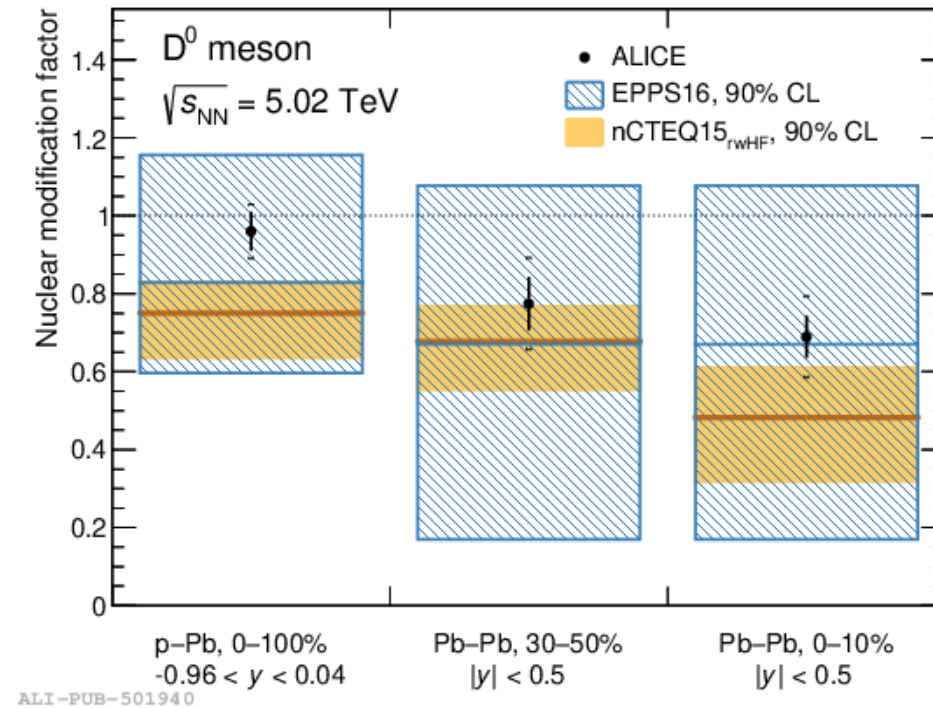 Nuclear modification factor
D⁰ meson
√s_NN = 5.02 TeV
ALICE
EPPS16, 90% CL
nCTEQ15_rwHF, 90% CL
1.4
1.2
1
0.8
0.6
0.4
0.2
0
p–Pb, 0–100%
-0.96 < y < 0.04
Pb–Pb, 30–50%
|y| < 0.5
Pb–Pb, 0–10%
|y| < 0.5
ALI-PUB-501940